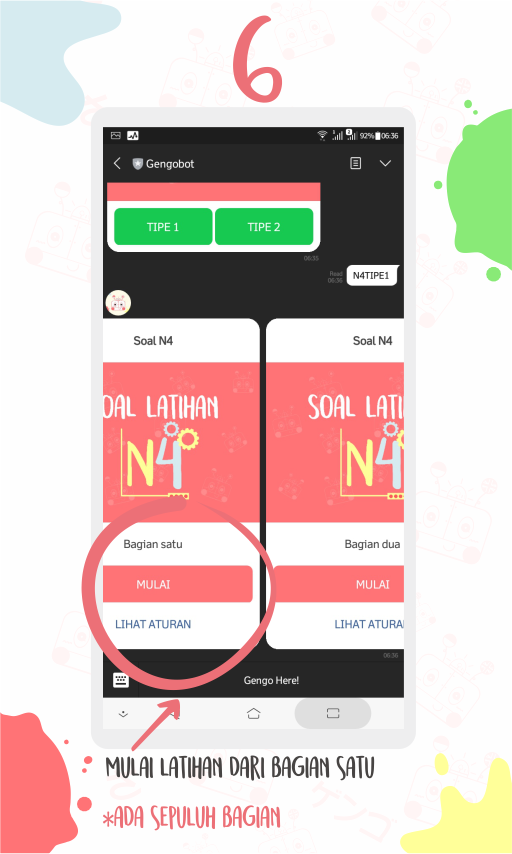 6
92% 06:36
Gengobot
TIPE 1 TIPE 2
06:35
Read
06:36
N4TIPE1
Soal N4 Soal N4
OAL LATIHAN SOAL LATI
N4 N4
Bagian satu Bagian dua
MULAI MULAI
LIHAT ATURAN LIHAT ATURA
06:36
Gengo Here!
MULAI LATIHAN DARI BAGIAN SATU
*ADA SEPULUH BAGIAN